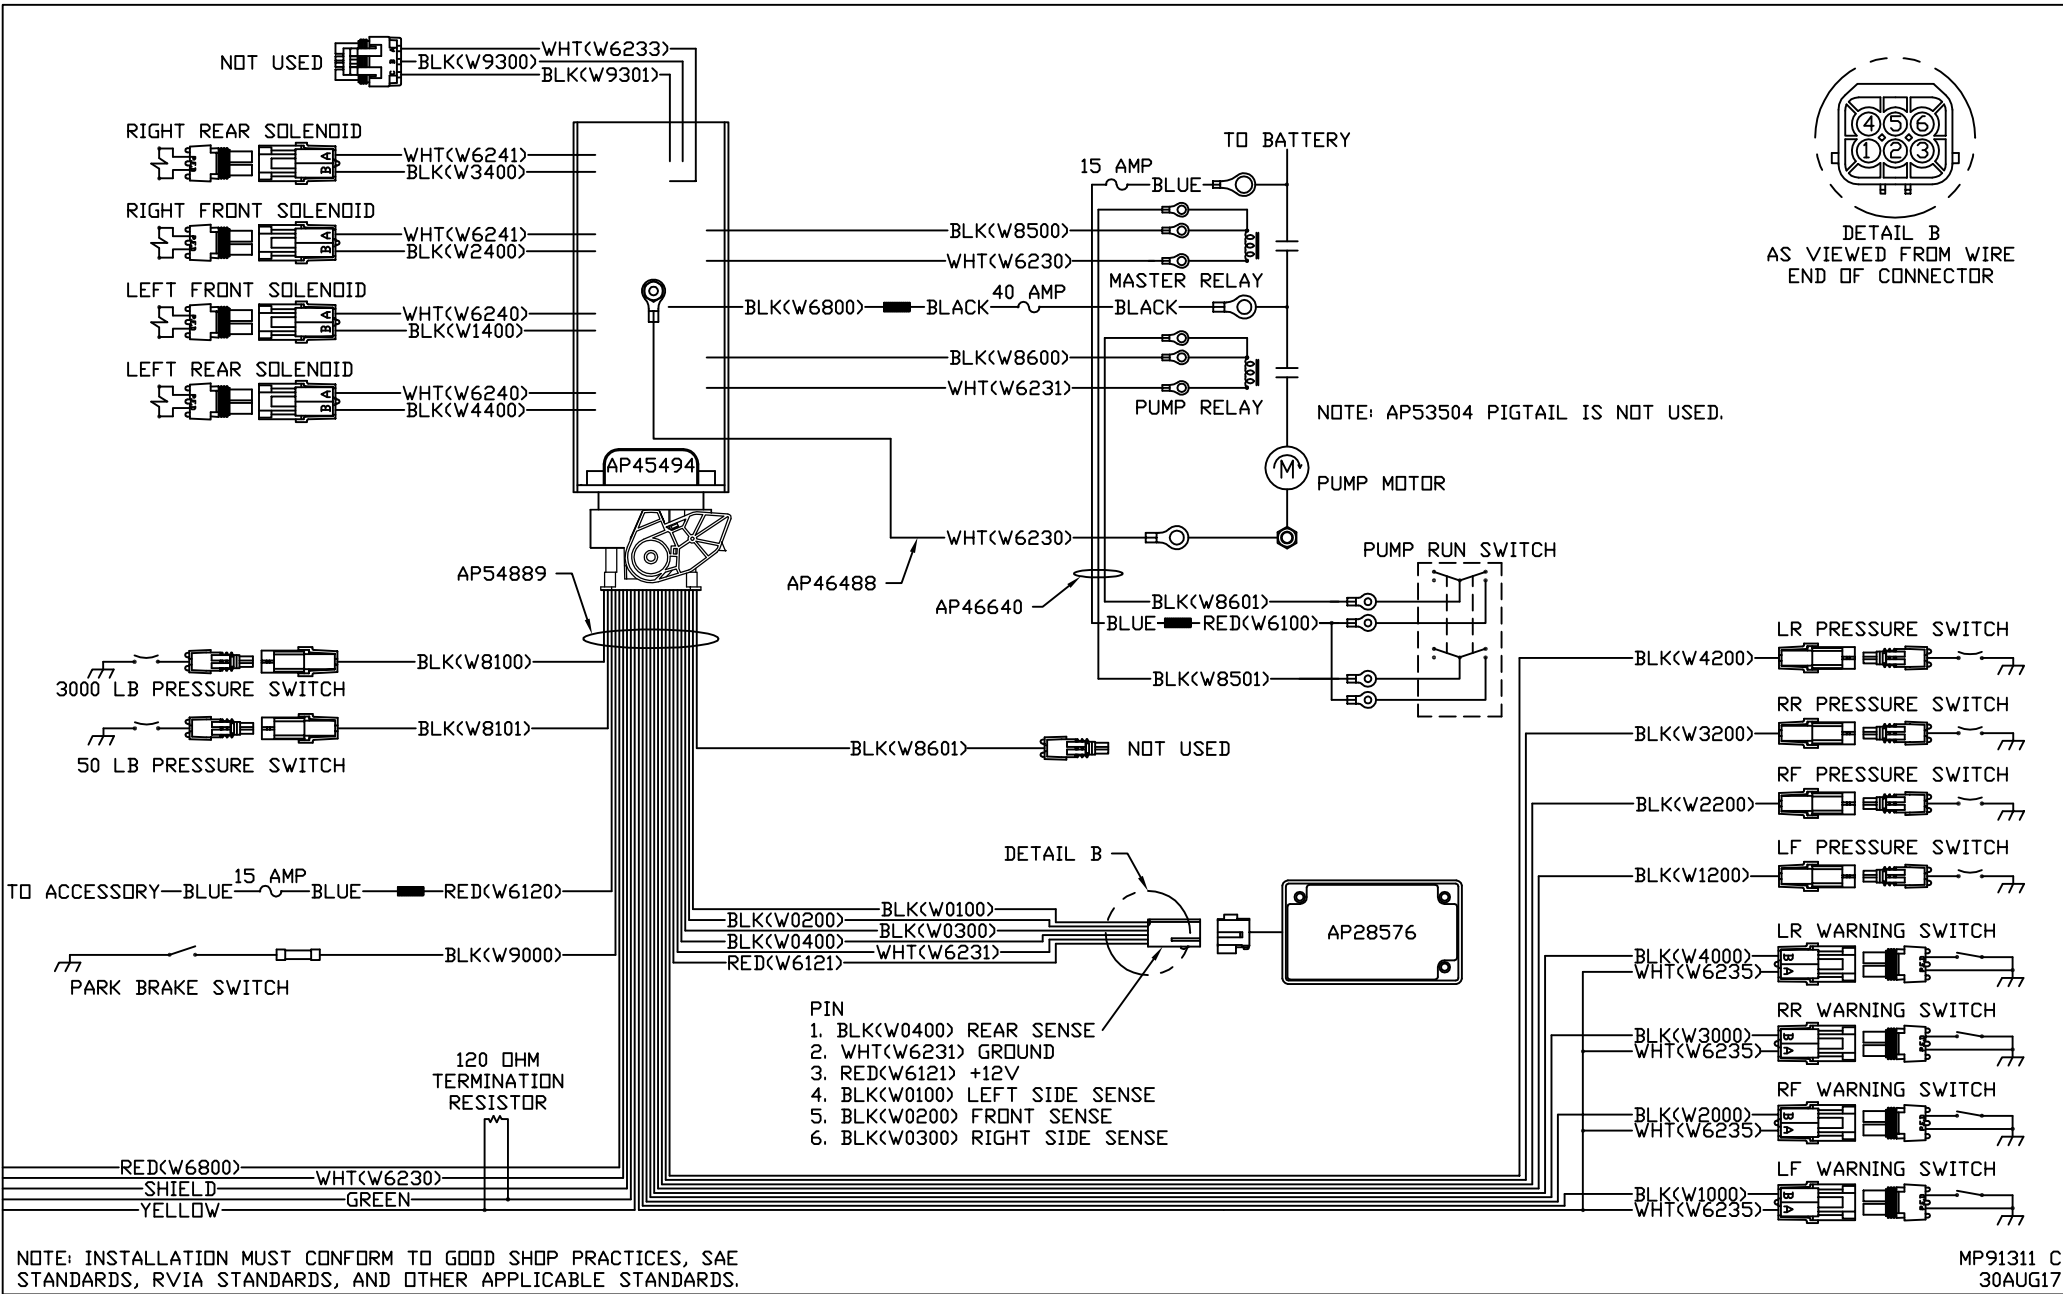 NOT USED
WHT(W6233)
BLK(W9300)
BLK(W9301)
RIGHT REAR SOLENOID
A
B
WHT(W6241)
BLK(W3400)
RIGHT FRONT SOLENOID
A
B
WHT(W6241)
BLK(W2400)
LEFT FRONT SOLENOID
A
B
WHT(W6240)
BLK(W1400)
LEFT REAR SOLENOID
A
B
WHT(W6240)
BLK(W4400)
AP45494
TO BATTERY
15 AMP
BLUE
BLK(W8500)
WHT(W6230)
MASTER RELAY
BLK(W6800)
BLACK
40 AMP
BLACK
BLK(W8600)
WHT(W6231)
PUMP RELAY
NOTE: AP53504 PIGTAIL IS NOT USED.
M
PUMP MOTOR
WHT(W6230)
AP46488
AP46640
PUMP RUN SWITCH
BLK(W8601)
BLUE
RED(W6100)
BLK(W8501)
4 5 6
1 2 3
DETAIL B
AS VIEWED FROM WIRE
END OF CONNECTOR
AP54889
BLK(W8100)
3000 LB PRESSURE SWITCH
BLK(W8101)
50 LB PRESSURE SWITCH
BLK(W8601)
NOT USED
TO ACCESSORY
BLUE
15 AMP
BLUE
RED(W6120)
BLK(W9000)
PARK BRAKE SWITCH
DETAIL B
BLK(W0100)
BLK(W0200)
BLK(W0300)
BLK(W0400)
WHT(W6231)
RED(W6121)
AP28576
PIN
1. BLK(W0400) REAR SENSE
2. WHT(W6231) GROUND
3. RED(W6121) +12V
4. BLK(W0100) LEFT SIDE SENSE
5. BLK(W0200) FRONT SENSE
6. BLK(W0300) RIGHT SIDE SENSE
120 OHM
TERMINATION
RESISTOR
RED(W6800)
WHT(W6230)
SHIELD
GREEN
YELLOW
LR PRESSURE SWITCH
BLK(W4200)
RR PRESSURE SWITCH
BLK(W3200)
RF PRESSURE SWITCH
BLK(W2200)
LF PRESSURE SWITCH
BLK(W1200)
LR WARNING SWITCH
BLK(W4000)
WHT(W6235)
B
A
RR WARNING SWITCH
BLK(W3000)
WHT(W6235)
B
A
RF WARNING SWITCH
BLK(W2000)
WHT(W6235)
B
A
LF WARNING SWITCH
BLK(W1000)
WHT(W6235)
B
A
NOTE: INSTALLATION MUST CONFORM TO GOOD SHOP PRACTICES, SAE
STANDARDS, RVIA STANDARDS, AND OTHER APPLICABLE STANDARDS.
MP91311 C
30AUG17